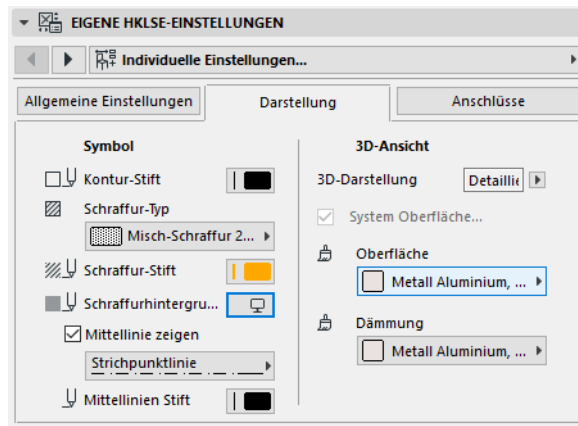 EIGENE HKLSE-EINSTELLUNGEN
Individuelle Einstellungen...
Allgemeine Einstellungen
Darstellung
Anschlüsse
Symbol
Kontur-Stift
Schraffur-Typ
Misch-Schraffur 2...
Schraffur-Stift
Schraffurhintergru...
Mittellinie zeigen
Strichpunktlinie
Mittellinien Stift
3D-Ansicht
3D-Darstellung
Detaillie
System Oberfläche...
Oberfläche
Metall Aluminium, ...
Dämmung
Metall Aluminium, ...